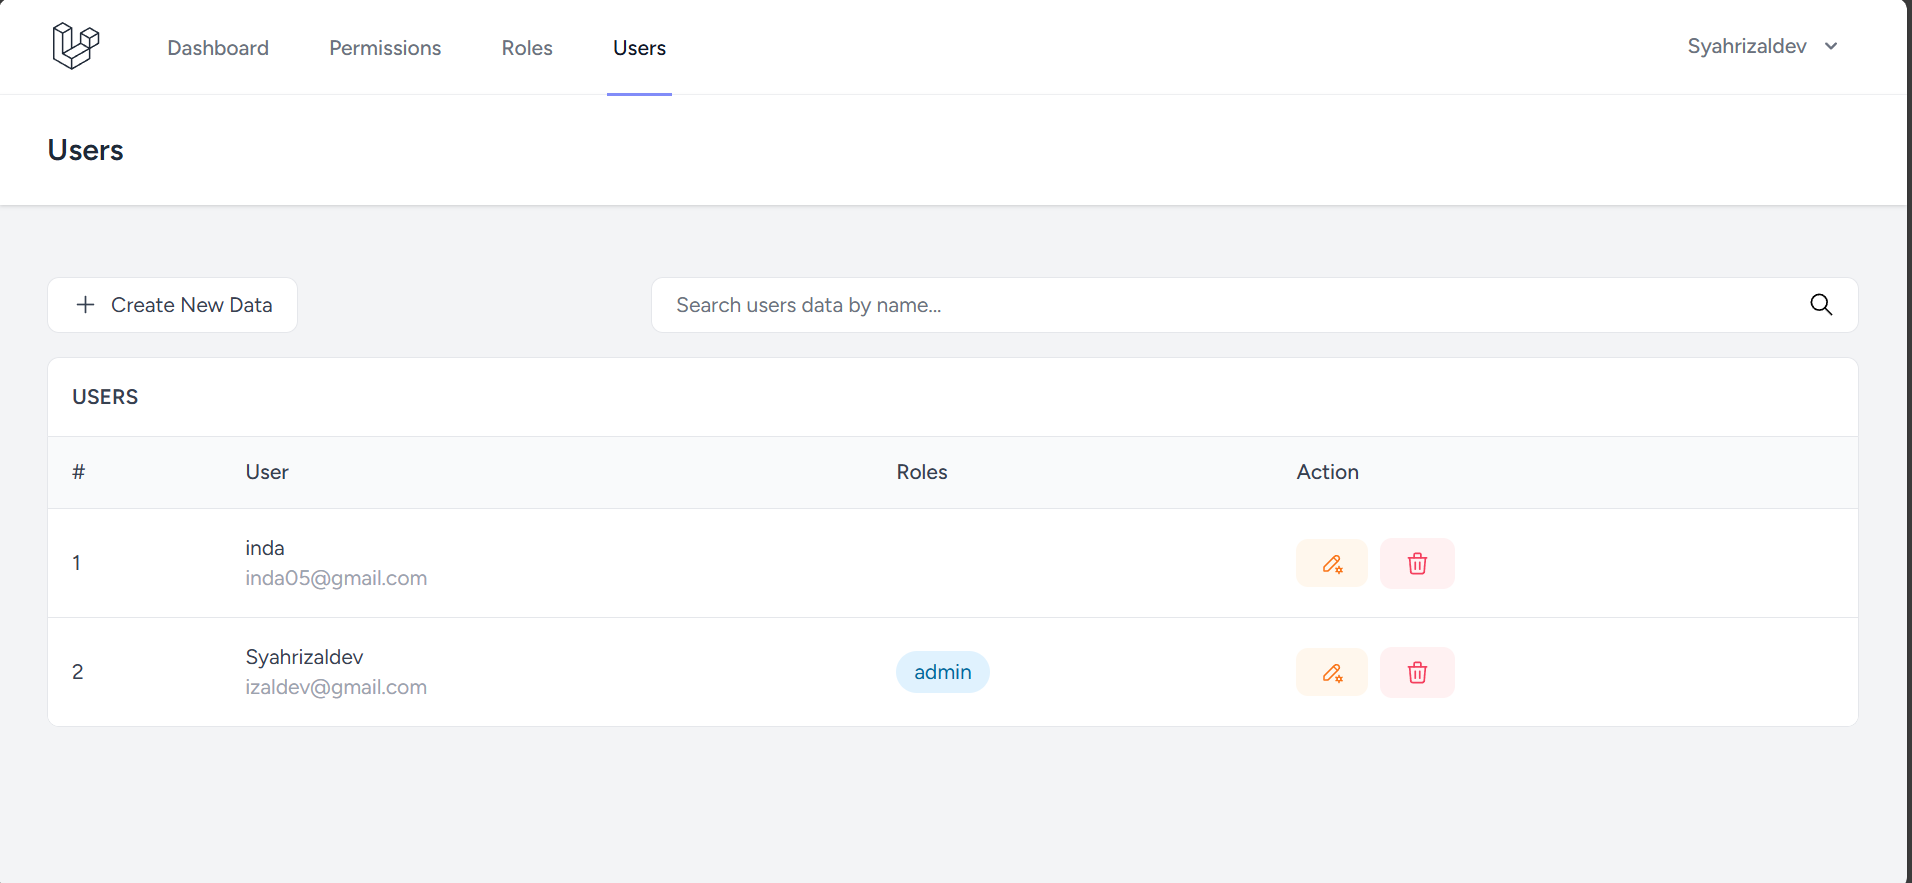 Dashboard Permissions Roles Users Syahrizaldev
Users
Create New Data Search users data by name...
USERS
# User Roles Action
1 inda
inda05@gmail.com
2 Syahrizaldev admin
izaldev@gmail.com